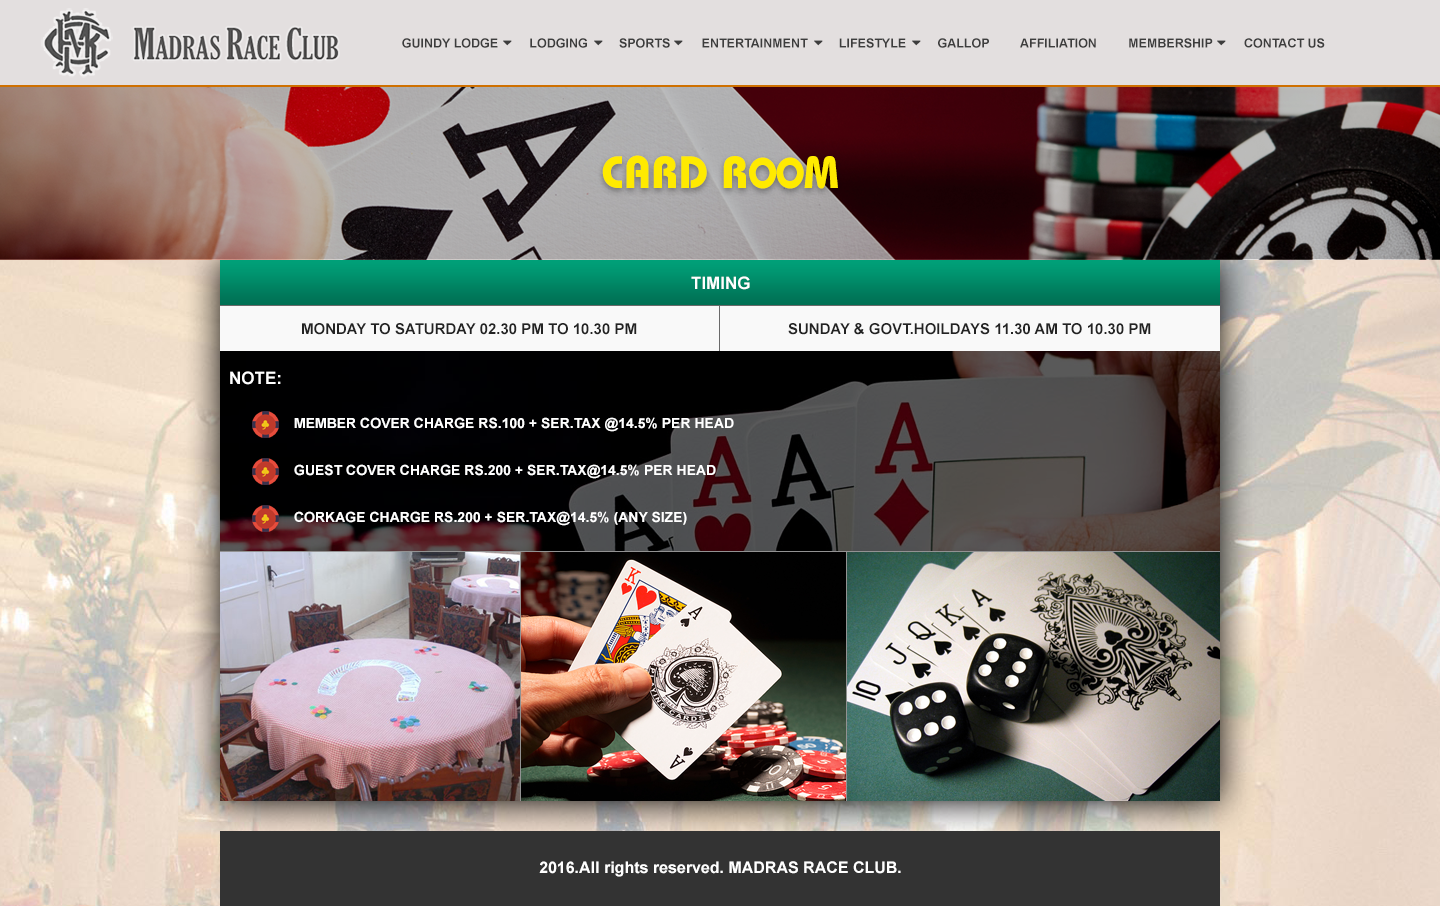 MADRAS RACE CLUB
GUINDY LODGE LODGING SPORTS ENTERTAINMENT LIFESTYLE GALLOP AFFILIATION MEMBERSHIP CONTACT US
A
CARD ROOM
TIMING
MONDAY TO SATURDAY 02.30 PM TO 10.30 PM
SUNDAY & GOVT.HOILDAYS 11.30 AM TO 10.30 PM
NOTE:
MEMBER COVER CHARGE RS.100 + SER.TAX @14.5% PER HEAD
GUEST COVER CHARGE RS.200 + SER.TAX@14.5% PER HEAD
CORKAGE CHARGE RS.200 + SER.TAX@14.5% (ANY SIZE)
A A A
K
A
A
10 J Q K A
2016.All rights reserved. MADRAS RACE CLUB.